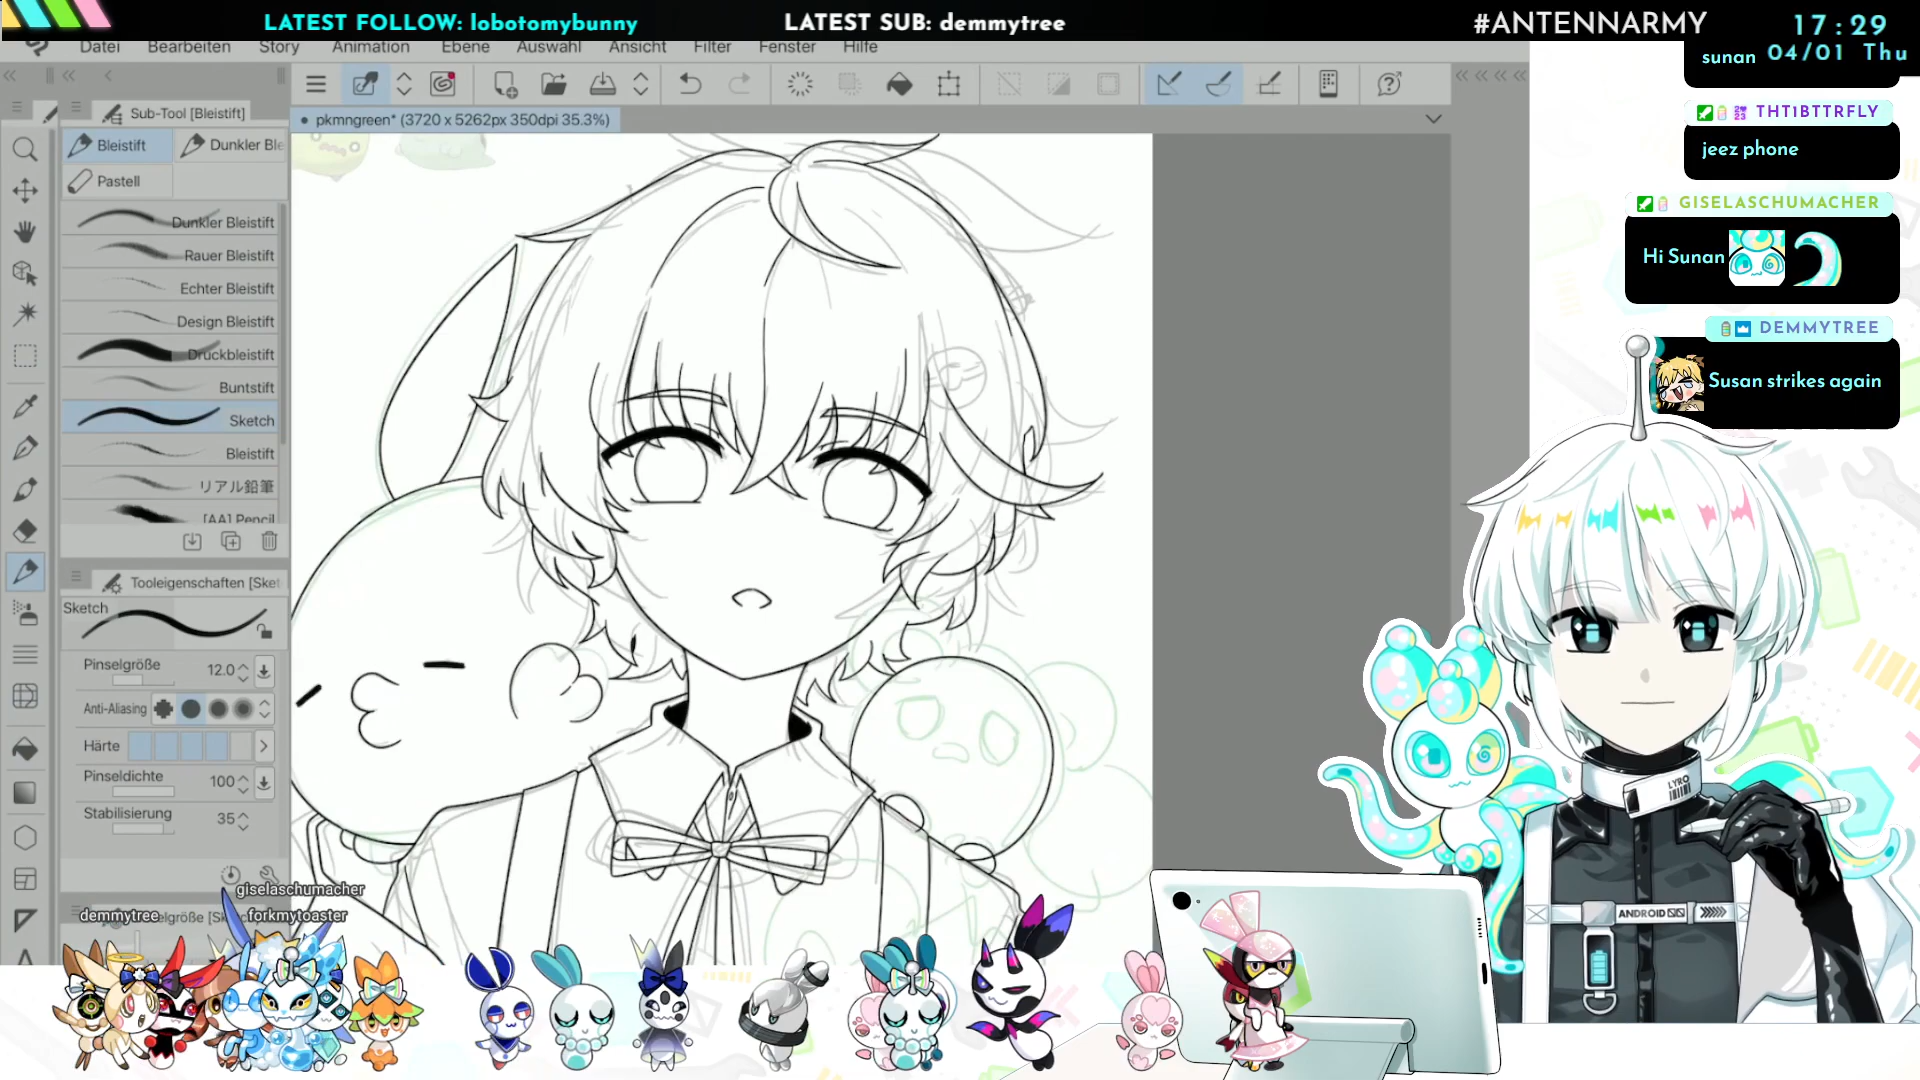 LATEST FOLLOW: lobotomybunny
LATEST SUB: demmytree
#ANTENNARMY
17:29
04/01 Thu
Datei
Bearbeiten
Story
Animation
Ebene
Auswahl
Ansicht
Filter
Fenster
Hilfe
Sub-Tool [Bleistift]
pkmngreen* (3720 x 5262px 350dpi 35.3%)
Bleistift
Dunkler Ble
Pastell
Dunkler Bleistift
Rauer Bleistift
Echter Bleistift
Design Bleistift
Druckbleistift
Buntstift
Sketch
Bleistift
リアル鉛筆
[AA] Pencil
Tooleigenschaften [Sket
Sketch
Pinselgröße
12.0
Anti-Aliasing
Härte
Pinseldichte
100
Stabilisierung
35
sunan
THT1BTTRFLY
jeez phone
GISELASCHUMACHER
Hi Sunan
DEMMYTREE
Susan strikes again
LYRO
ANDROID
giselaschumacher
demmytree
forkmytoaster